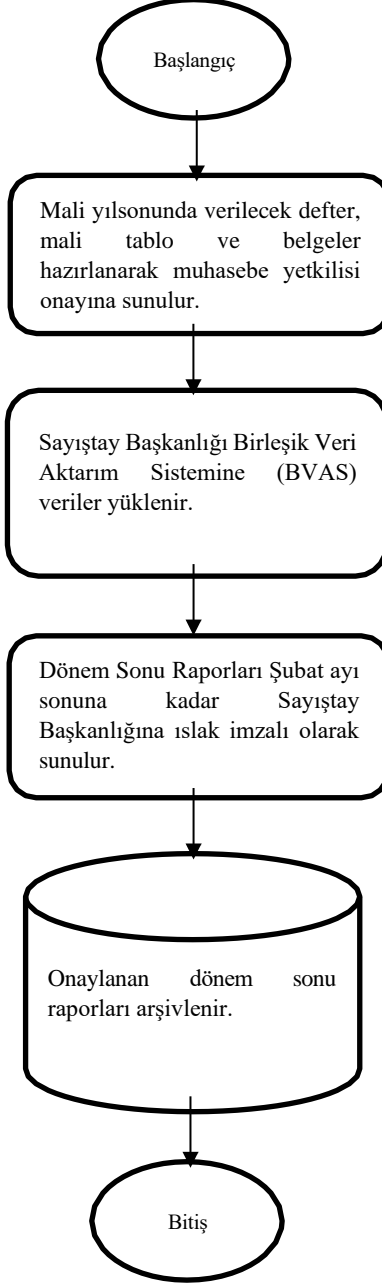 Başlangıç
Mali yılsonunda verilecek defter,
mali tablo ve belgeler
hazırlanarak muhasebe yetkilisi
onayına sunulur.
Sayıştay Başkanlığı Birleşik Veri
Aktarım Sistemine (BVAS)
veriler yüklenir.
Dönem Sonu Raporları Şubat ayı
sonuna kadar Sayıştay
Başkanlığına ıslak imzalı olarak
sunulur.
Onaylanan dönem sonu
raporları arşivlenir.
Bitiş